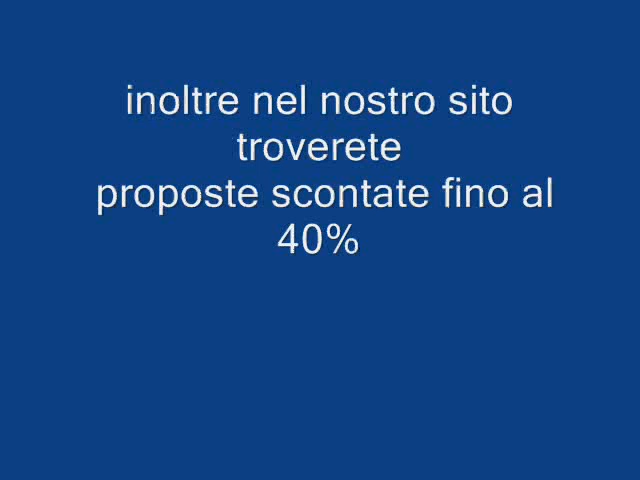 inoltre nel nostro sito
troverete
proposte scontate fino al
40%